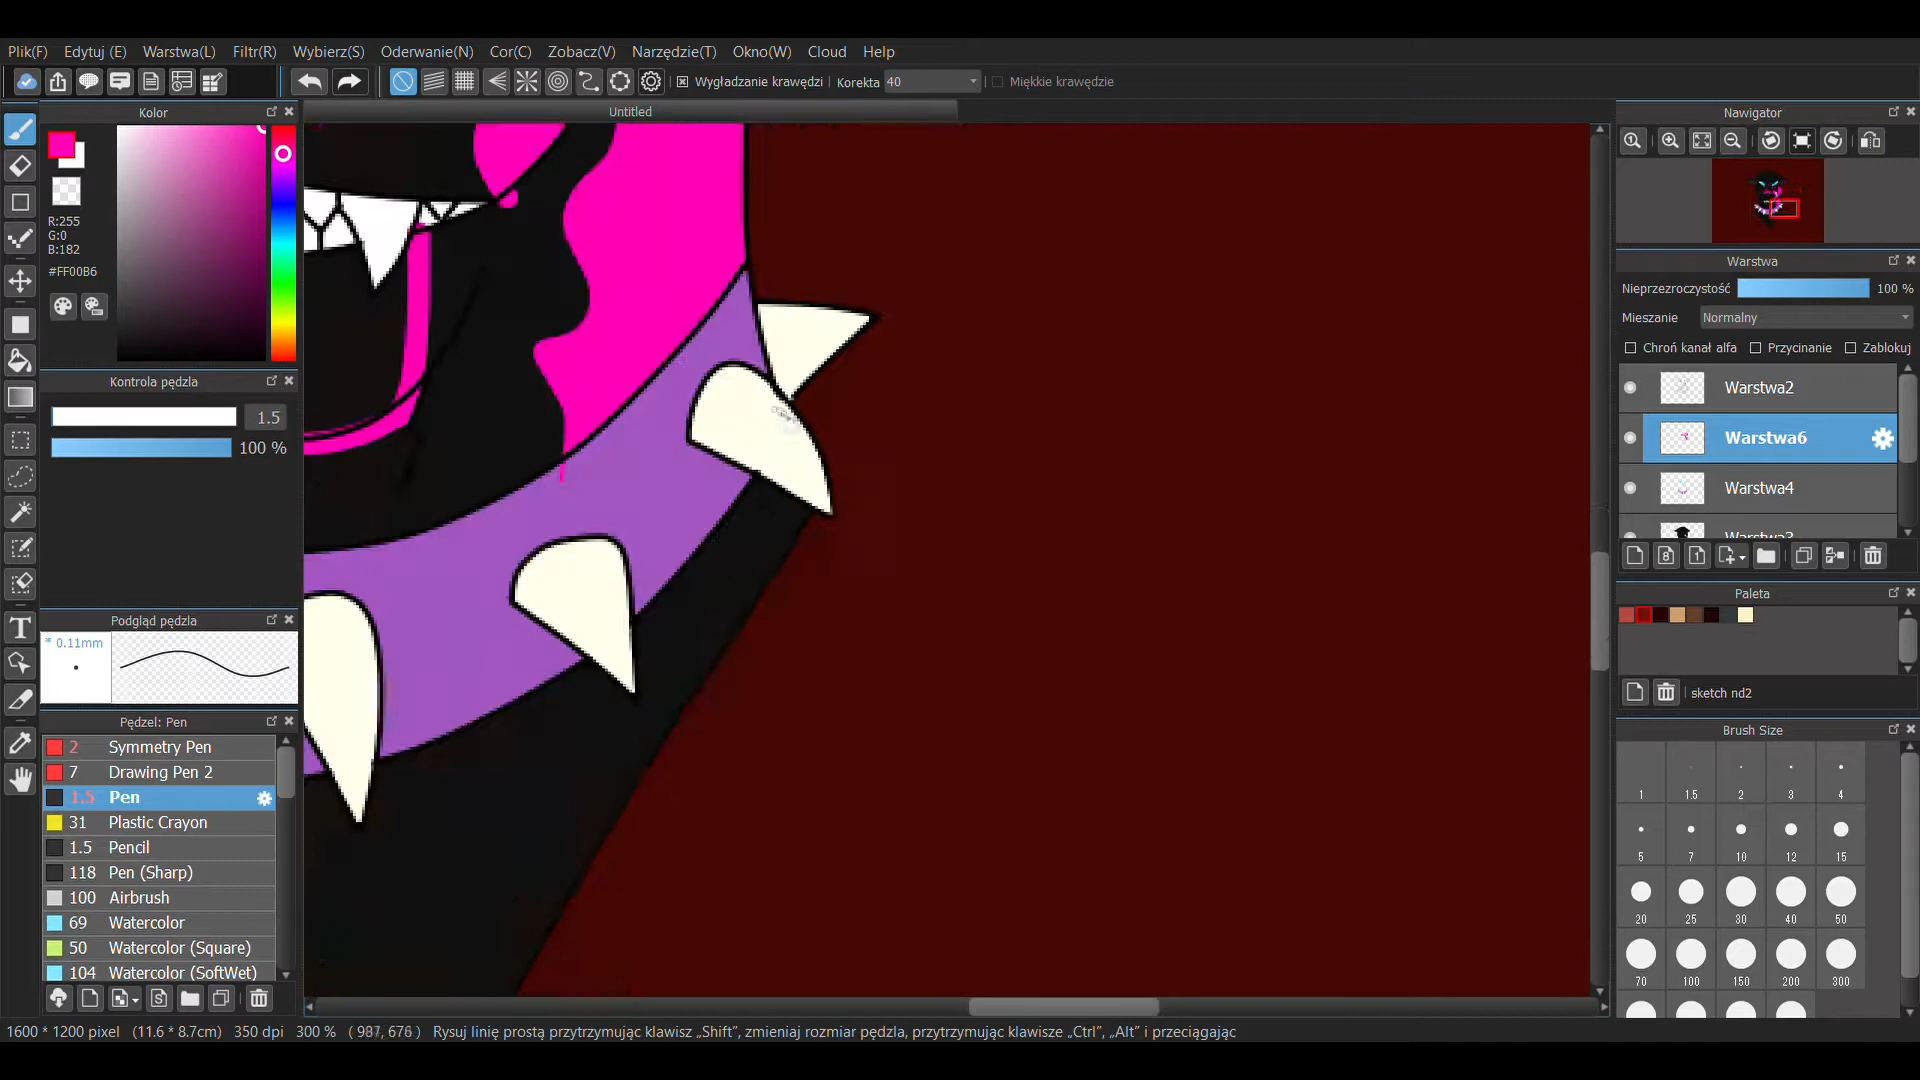 Plik(F) Edytuj (E) Warstwa(L) Filtr(R) Wybierz(S) Oderwanie(N) Cor(C) Zobacz(V) Narzędzie(T) Okno(W) Cloud Help
Wygładzanie krawędzi Korekta 40 Miękkie krawędzie
Kolor
R:255
G:0
B:182
#FF00B6
Kontrola pędzla
1.5
100 %
Podgląd pędzla
* 0.11mm
Pędzel: Pen
2 Symmetry Pen
7 Drawing Pen 2
1.5 Pen
31 Plastic Crayon
1.5 Pencil
118 Pen (Sharp)
100 Airbrush
69 Watercolor
50 Watercolor (Square)
104 Watercolor (SoftWet)
Untitled
Nawigator
Warstwa
Nieprzezroczystość 100 %
Mieszanie Normalny
Chroń kanał alfa Przycinanie Zablokuj
Warstwa2
Warstwa6
Warstwa4
Warstwa3
Paleta
sketch nd2
Brush Size
1 1.5 2 3 4
5 7 10 12 15
20 25 30 40 50
70 100 150 200 300
1600 * 1200 pixel (11.6 * 8.7cm) 350 dpi 300 % ( 987, 676 ) Rysuj linię prostą przytrzymując klawisz „Shift”, zmieniaj rozmiar pędzla, przytrzymując klawisze „Ctrl”, „Alt” i przeciągając